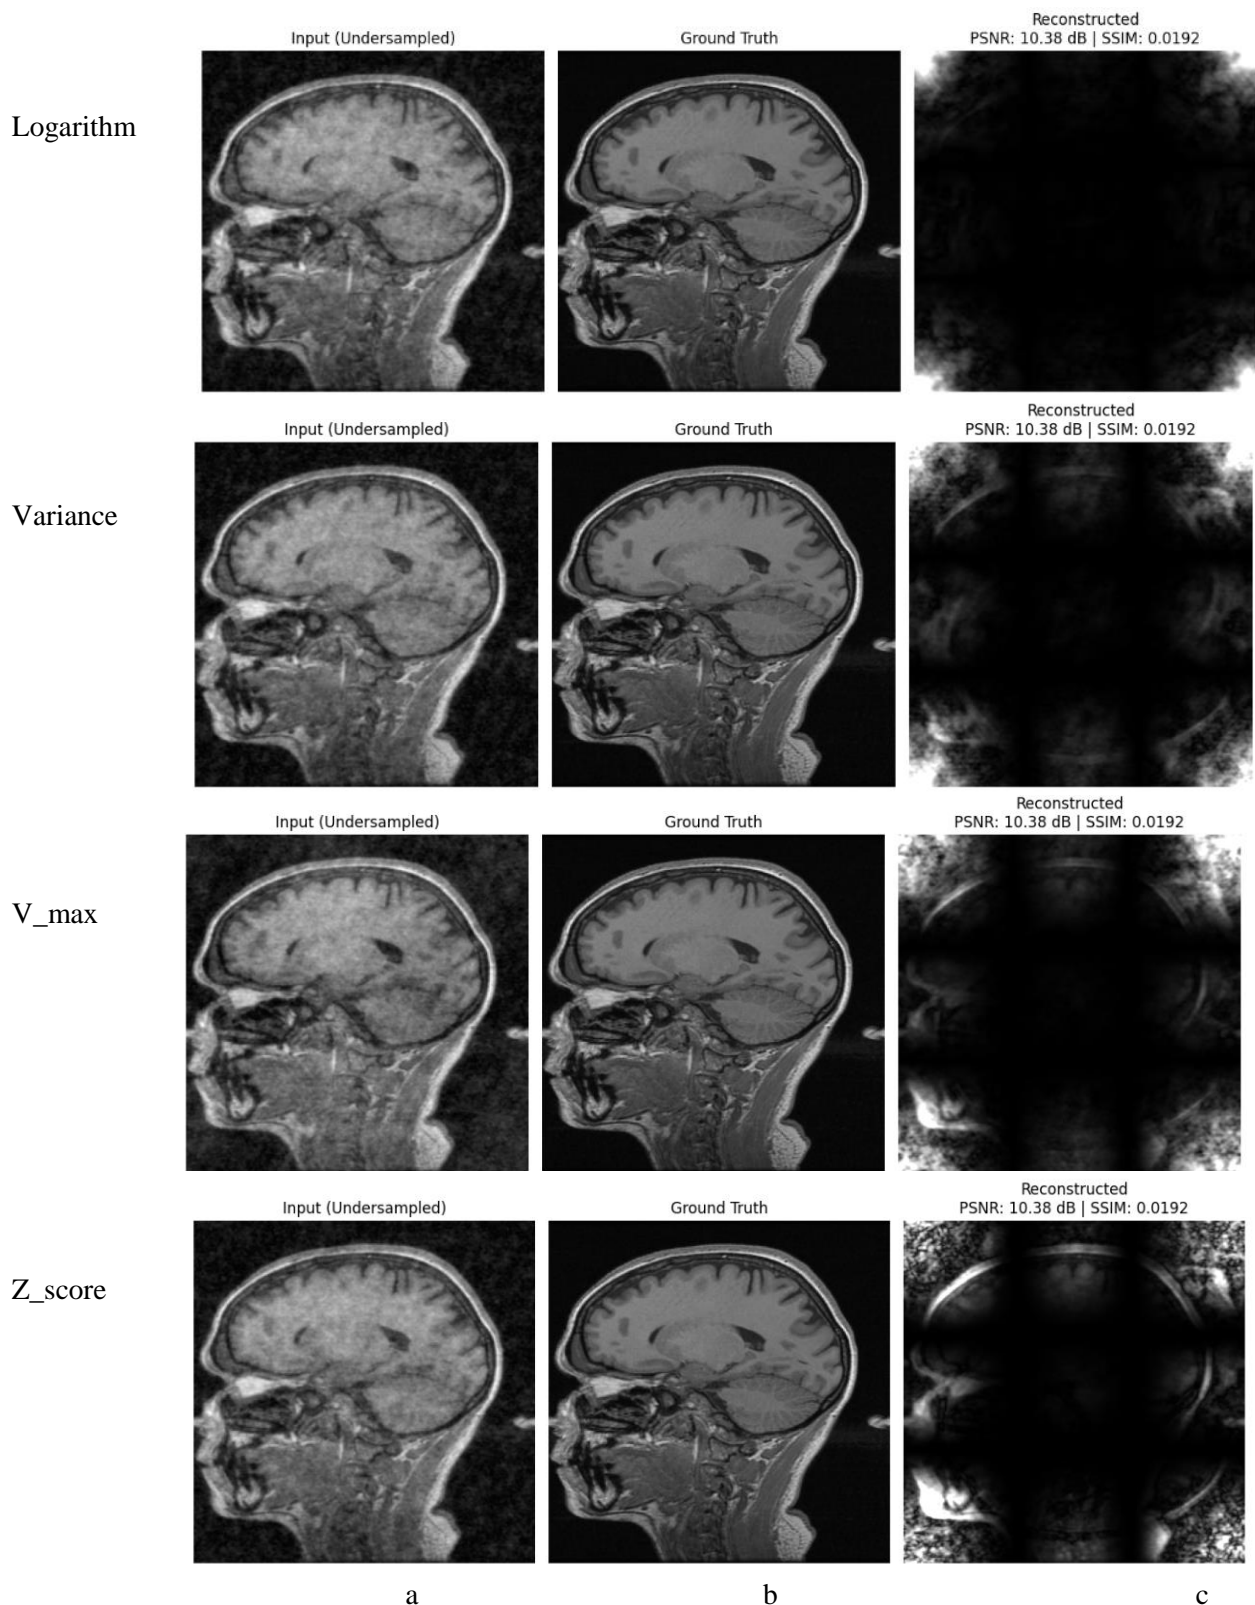 Logarithm
Input (Undersampled)
Ground Truth
Reconstructed
PSNR: 10.38 dB | SSIM: 0.0192
Variance
Input (Undersampled)
Ground Truth
Reconstructed
PSNR: 10.38 dB | SSIM: 0.0192
V_max
Input (Undersampled)
Ground Truth
Reconstructed
PSNR: 10.38 dB | SSIM: 0.0192
Z_score
Input (Undersampled)
Ground Truth
Reconstructed
PSNR: 10.38 dB | SSIM: 0.0192
a b c